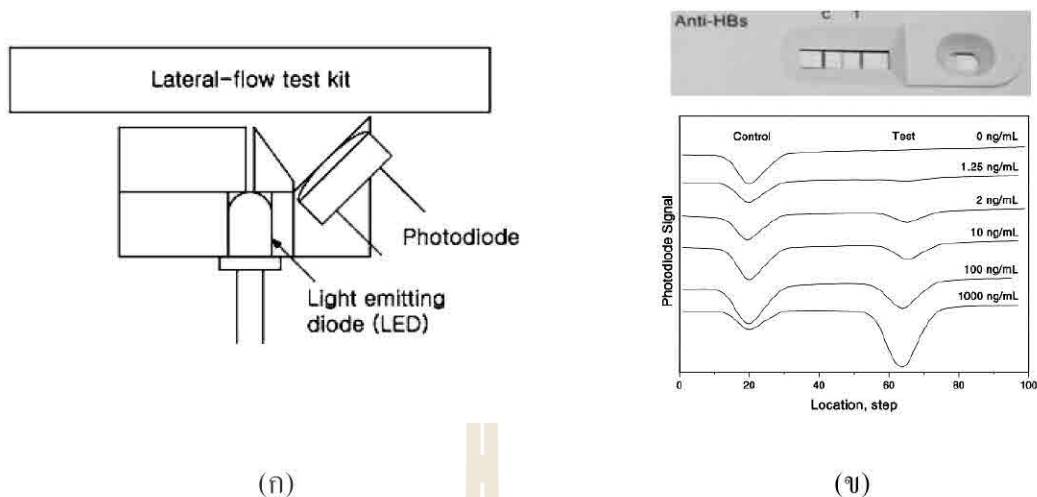 Lateral-flow test kit
Photodiode
Light emitting
diode (LED)
(ก)
Anti-HBs
C T
Control Test 0 ng/mL
1.25 ng/mL
2 ng/mL
10 ng/mL
100 ng/mL
1000 ng/mL
Photodiode Signal
0 20 40 60 80 100
Location, step
(ข)